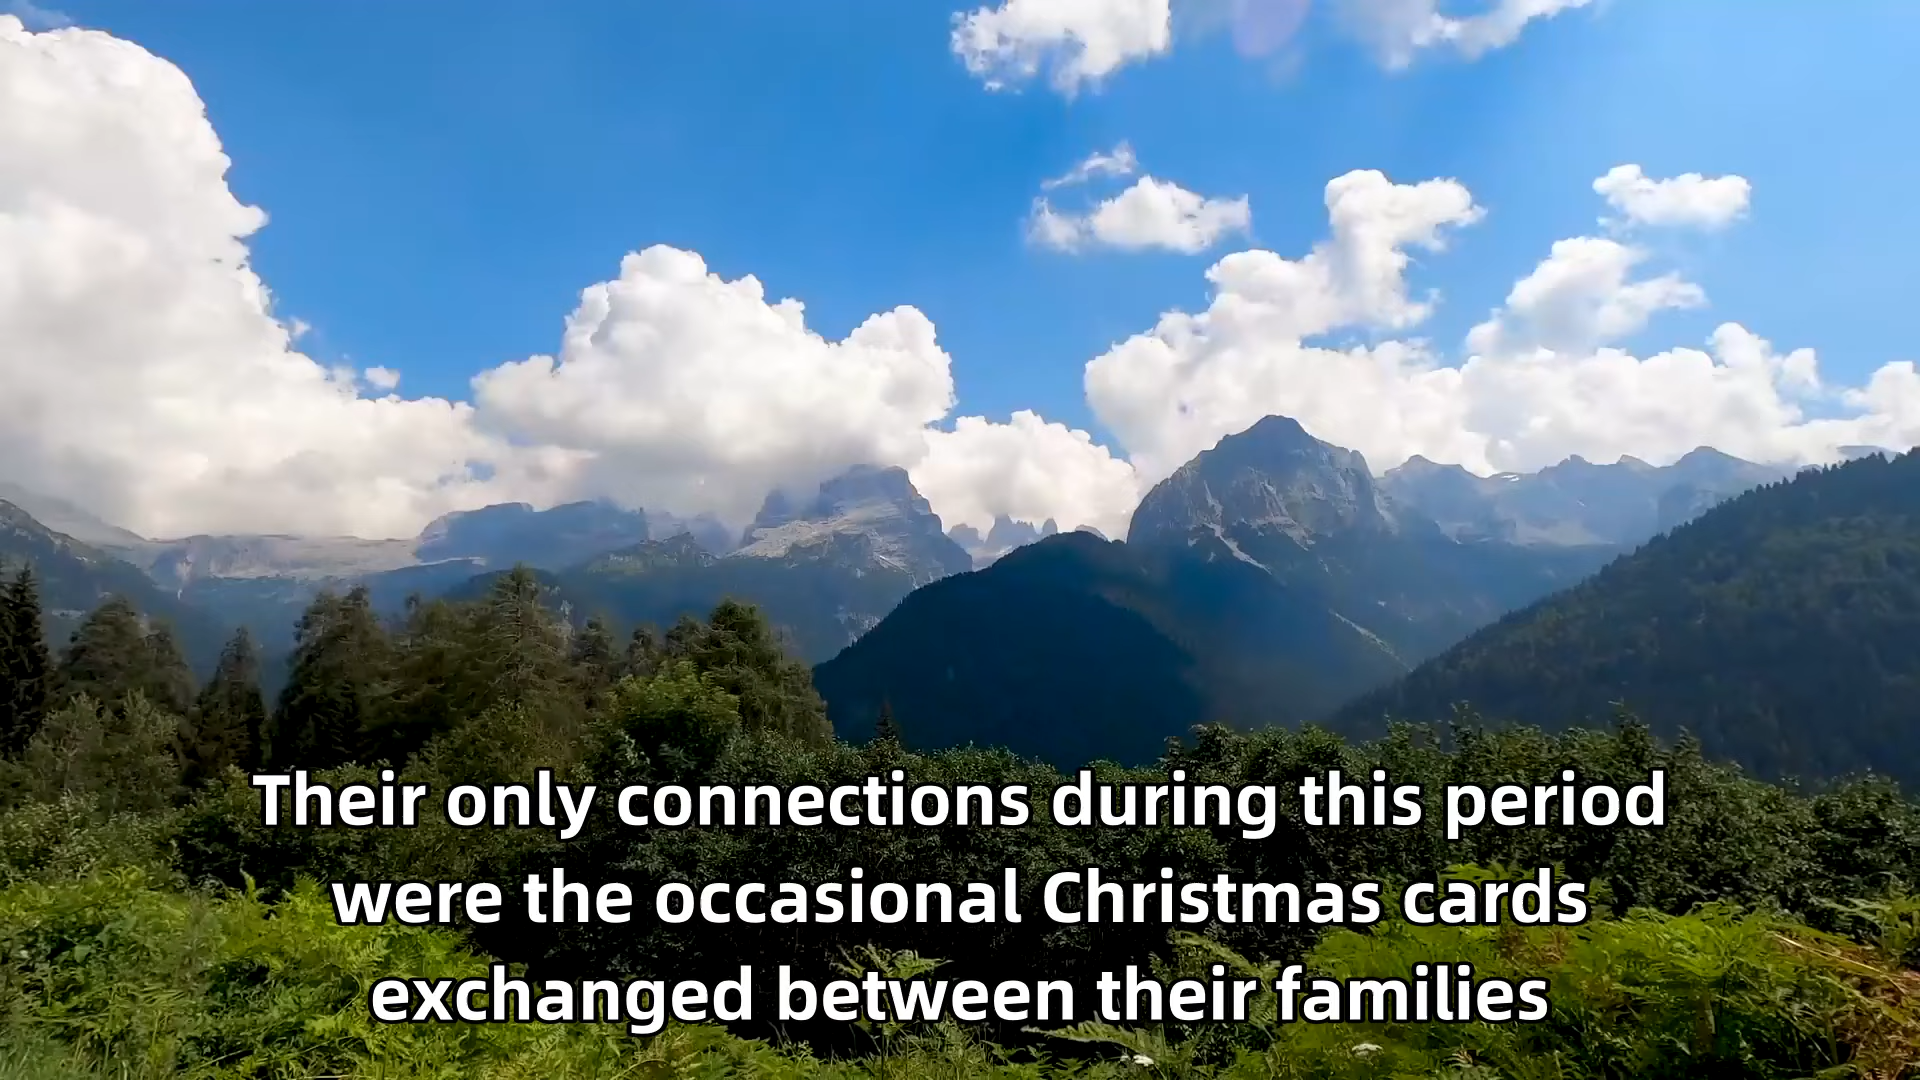 Their only connections during this period
were the occasional Christmas cards
exchanged between their families